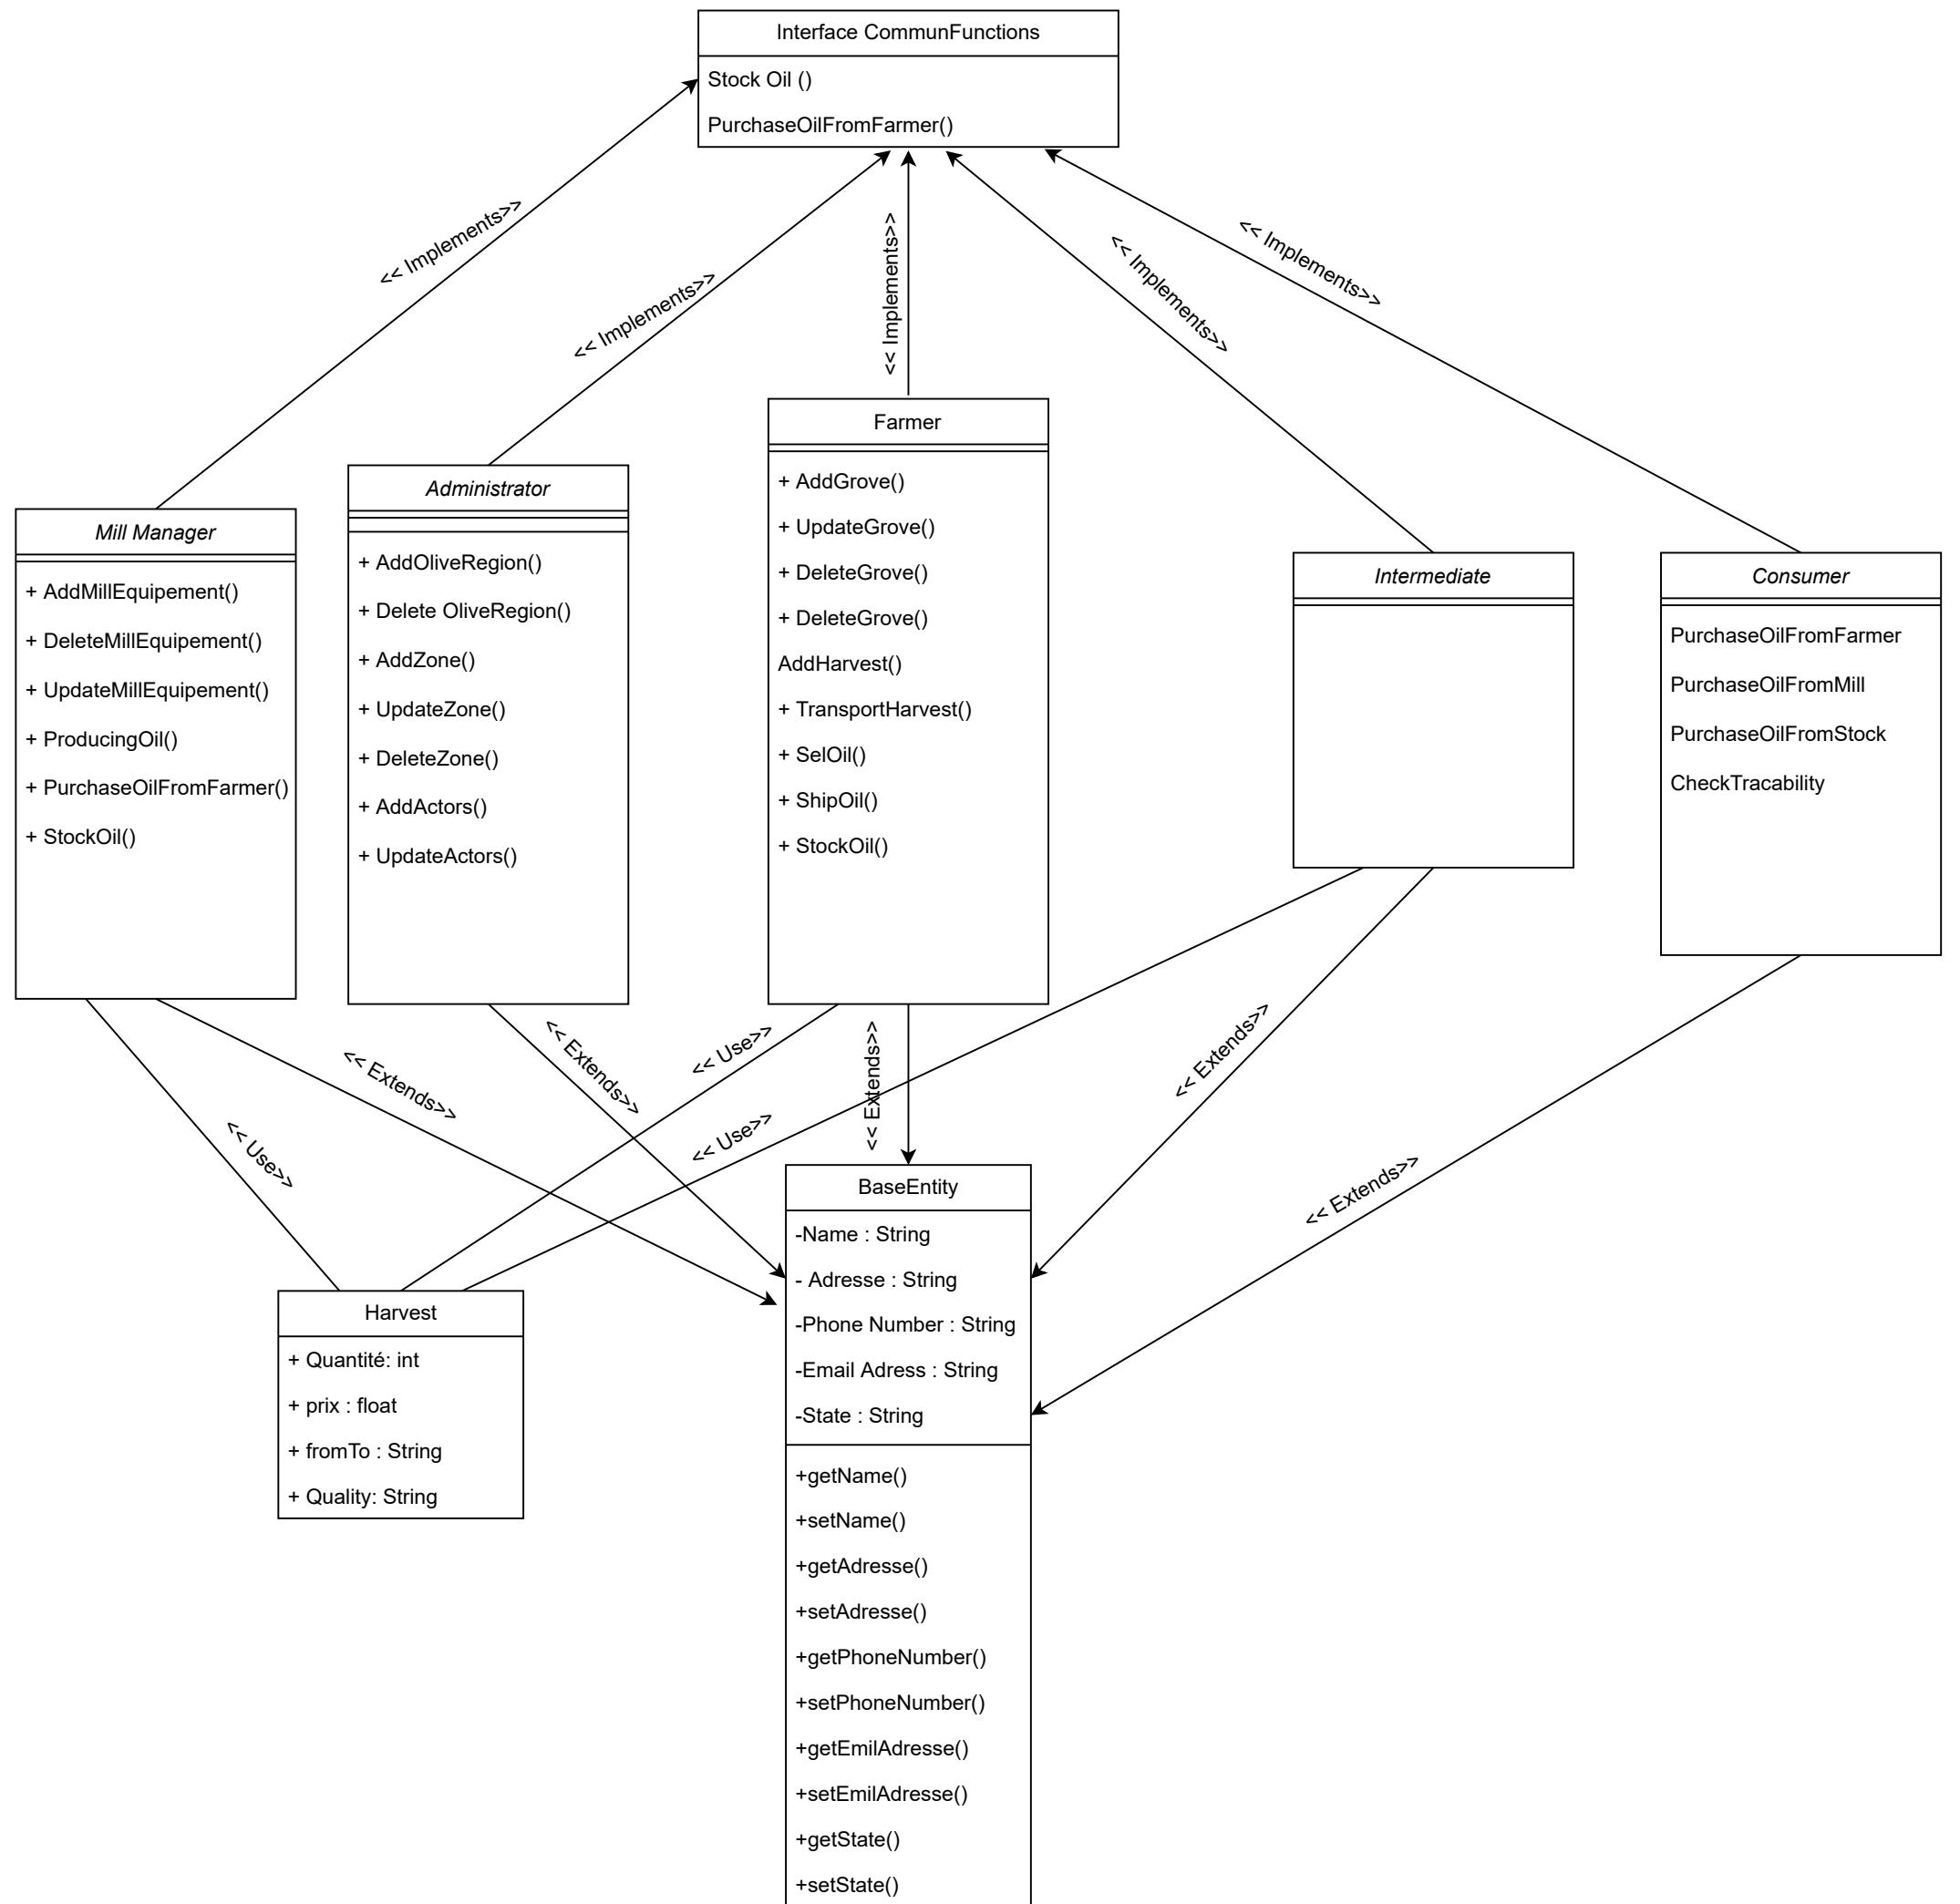 Interface CommunFunctions
Stock Oil ()
PurchaseOilFromFarmer()
<< Implements>>
<< Implements>>
<< Implements>>
<< Implements>>
<< Implements>>
Mill Manager
+ AddMillEquipement()
+ DeleteMillEquipement()
+ UpdateMillEquipement()
+ ProducingOil()
+ PurchaseOilFromFarmer()
+ StockOil()
Administrator
+ AddOliveRegion()
+ Delete OliveRegion()
+ AddZone()
+ UpdateZone()
+ DeleteZone()
+ AddActors()
+ UpdateActors()
Farmer
+ AddGrove()
+ UpdateGrove()
+ DeleteGrove()
+ DeleteGrove()
AddHarvest()
+ TransportHarvest()
+ SelOil()
+ ShipOil()
+ StockOil()
Intermediate
Consumer
PurchaseOilFromFarmer
PurchaseOilFromMill
PurchaseOilFromStock
CheckTracability
<< Use>>
<< Extends>>
<< Extends>>
<< Use>>
<< Use>>
<< Extends>>
<< Extends>>
<< Extends>>
Harvest
+ Quantité: int
+ prix : float
+ fromTo : String
+ Quality: String
BaseEntity
-Name : String
- Adresse : String
-Phone Number : String
-Email Adress : String
-State : String
+getName()
+setName()
+getAdresse()
+setAdresse()
+getPhoneNumber()
+setPhoneNumber()
+getEmilAdresse()
+setEmilAdresse()
+getState()
+setState()